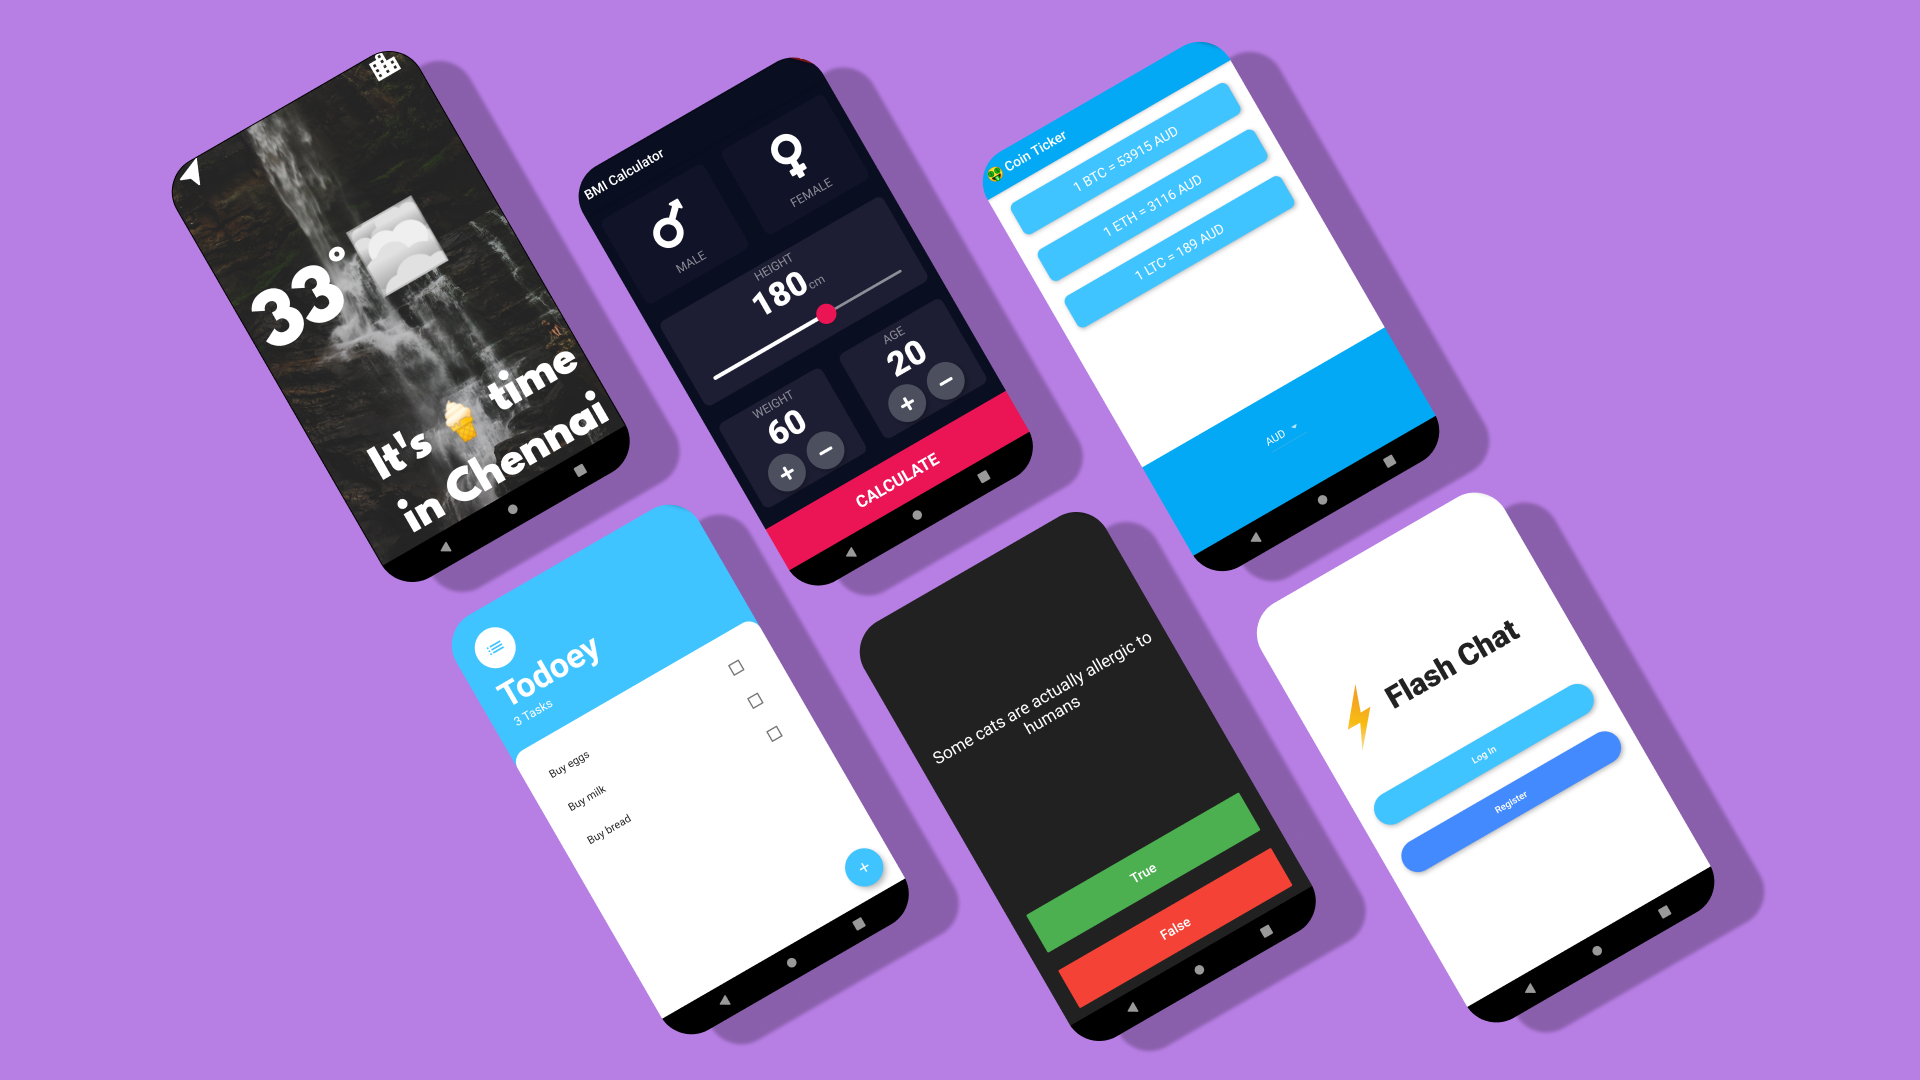 33°
It's 🍦 time
in Chennai
BMI Calculator
MALE
FEMALE
HEIGHT
180cm
WEIGHT
60
AGE
20
CALCULATE
Coin Ticker
1 BTC = 53915 AUD
1 ETH = 3116 AUD
1 LTC = 189 AUD
AUD
Todoey
3 Tasks
Buy eggs
Buy milk
Buy bread
Some cats are actually allergic to
humans
True
False
Flash Chat
Log In
Register